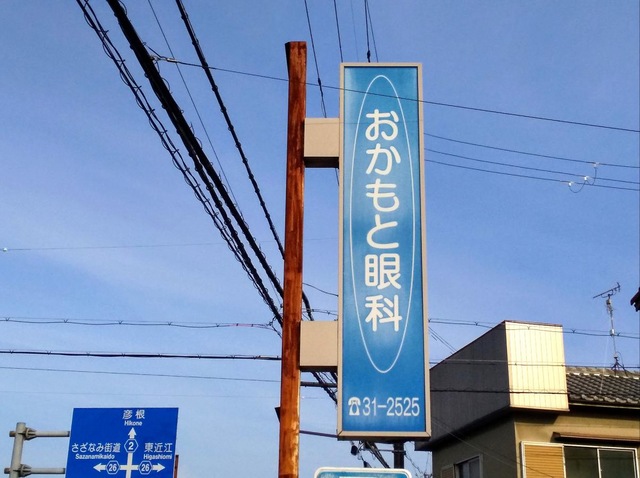 おかもと眼科
☎31-2525
彦根
Hikone
2
さざなみ街道
Sazanamikaido
東近江
Higashiomi
26
26